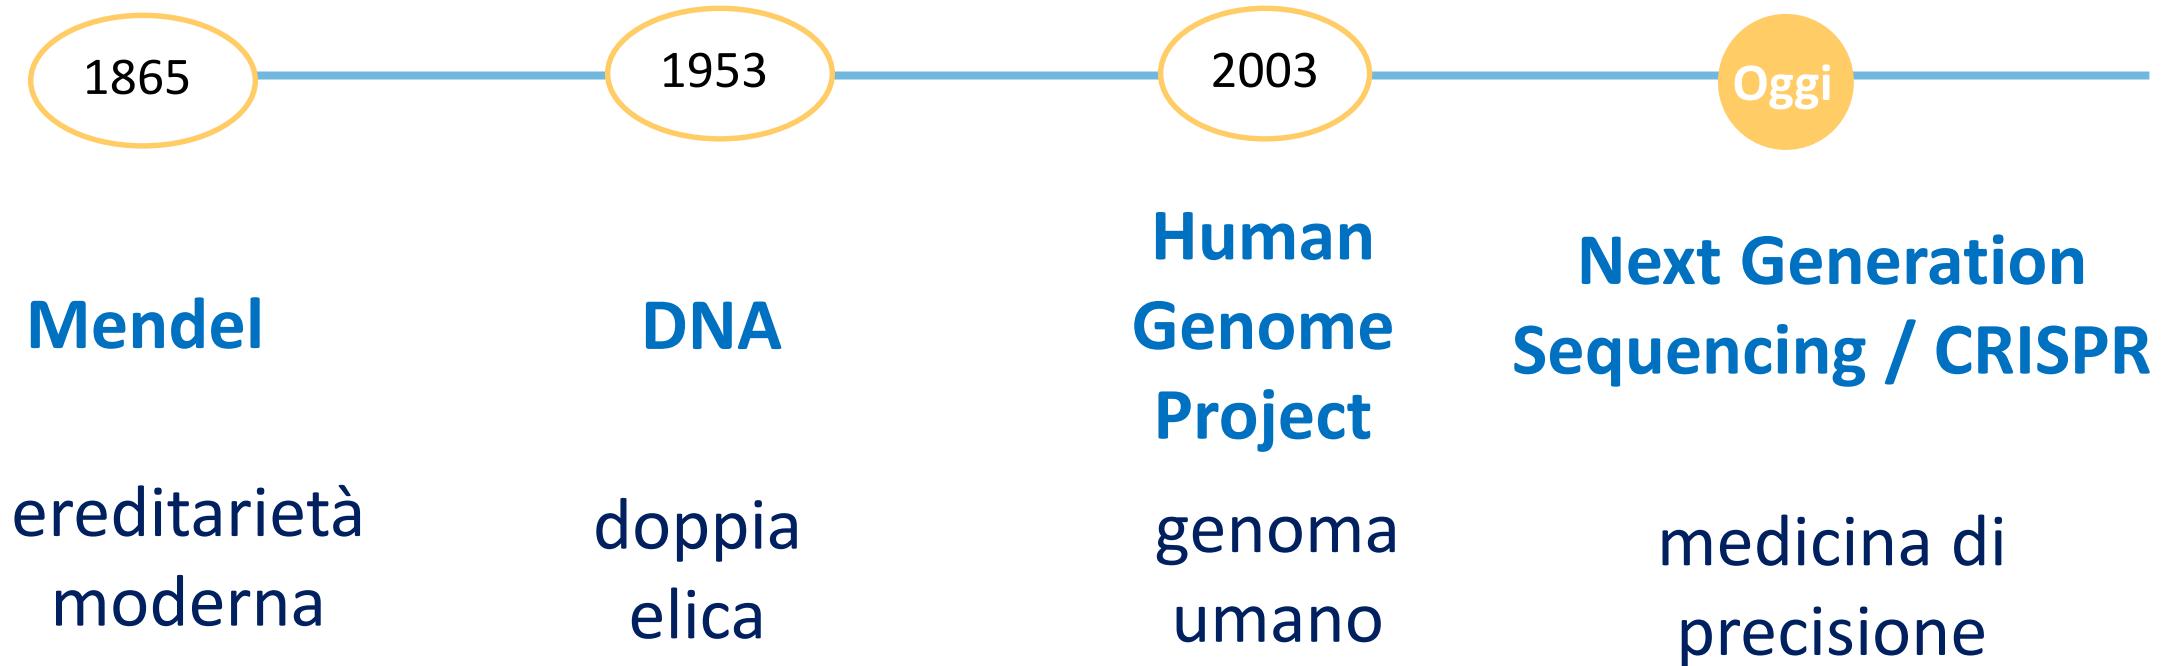 1865
1953
2003
Oggi
Mendel
DNA
Human
Genome
Project
Next Generation
Sequencing / CRISPR
ereditarietà
moderna
doppia
elica
genoma
umano
medicina di
precisione